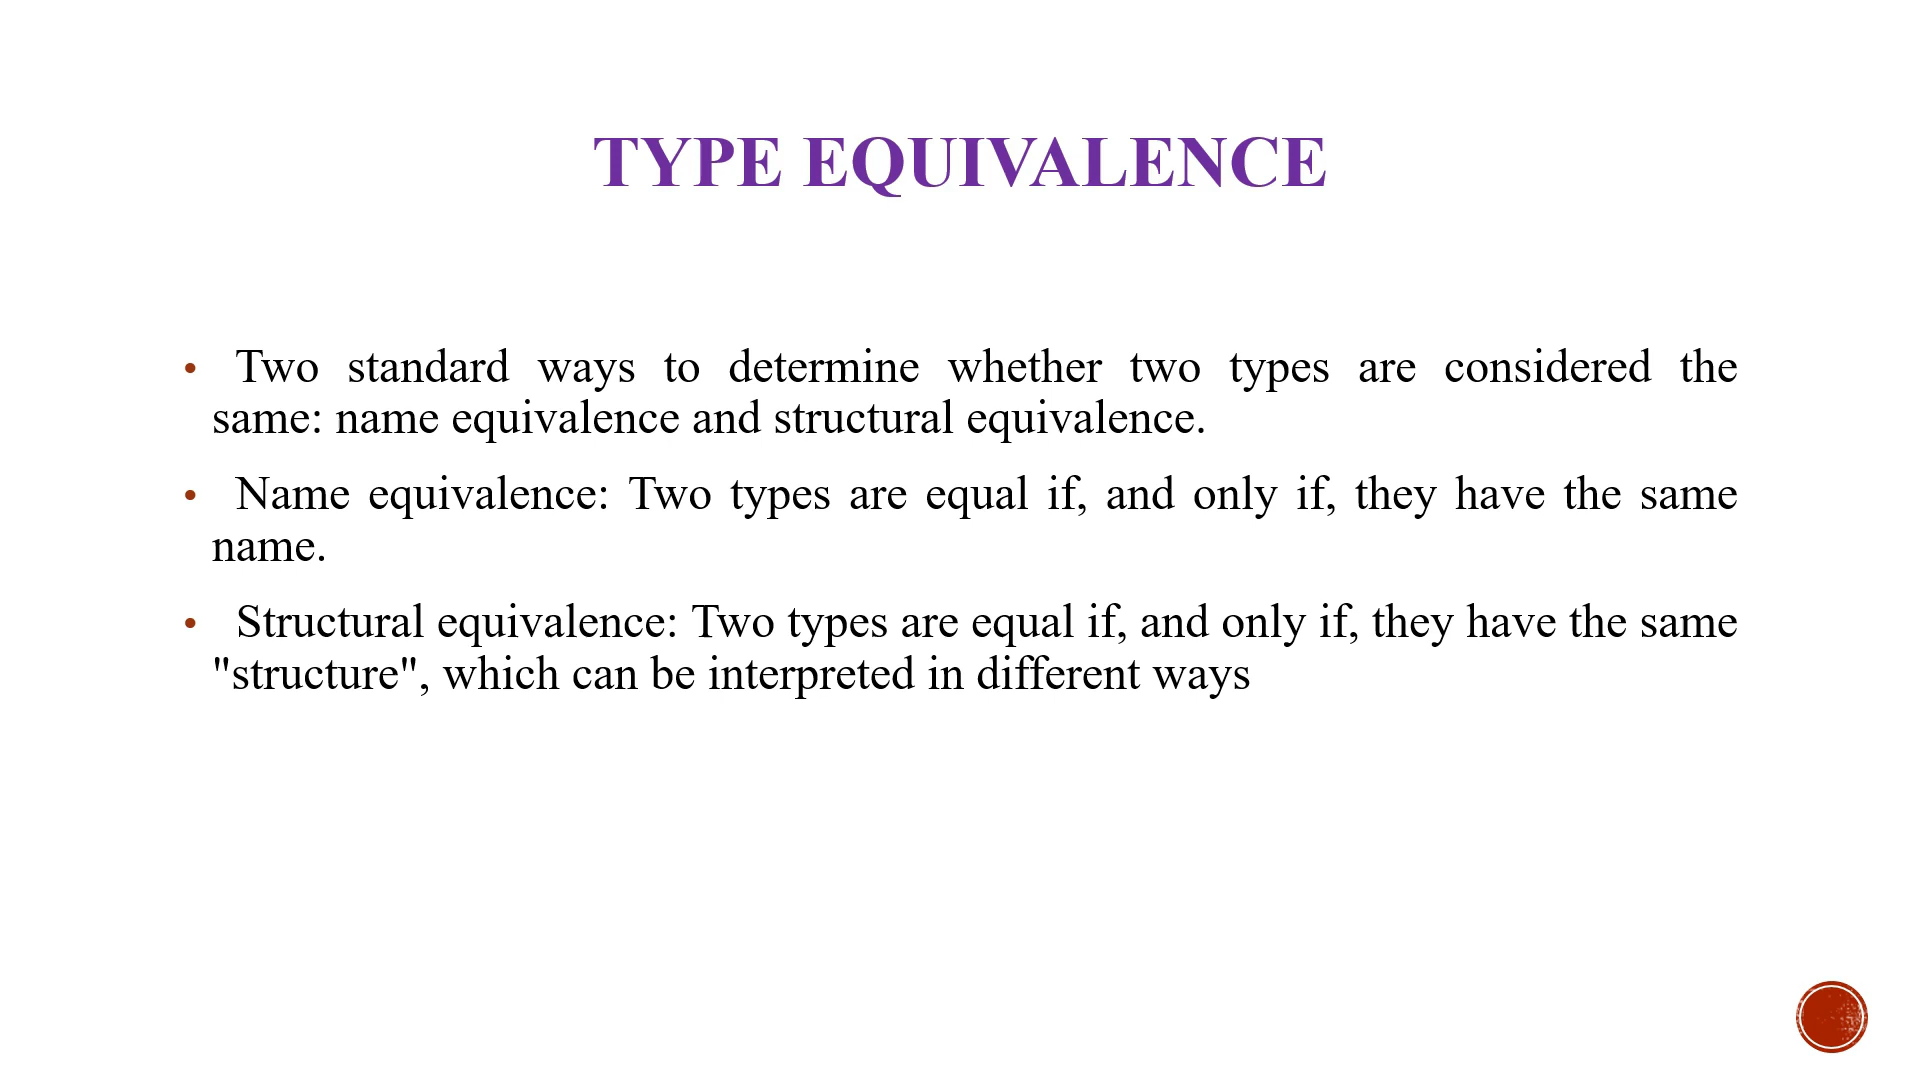 TYPE EQUIVALENCE
• Two standard ways to determine whether two types are considered the
same: name equivalence and structural equivalence.
• Name equivalence: Two types are equal if, and only if, they have the same
name.
• Structural equivalence: Two types are equal if, and only if, they have the same
"structure", which can be interpreted in different ways